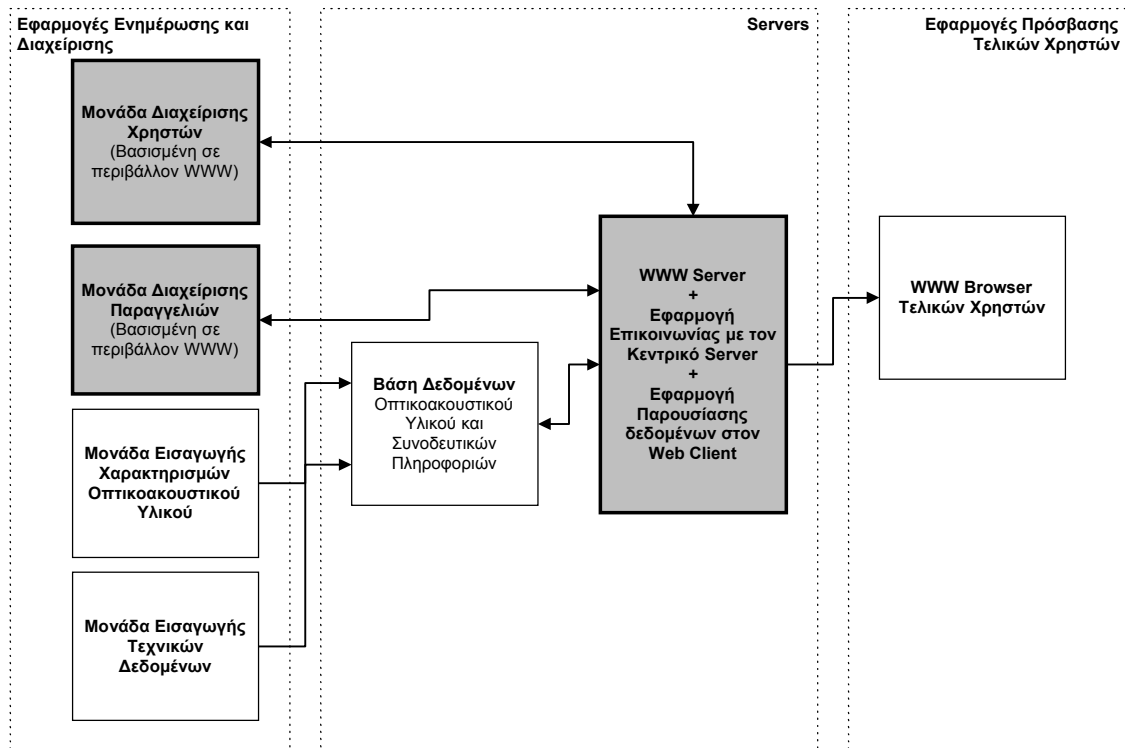 Εφαρμογές Ενημέρωσης και
Διαχείρισης
Servers
Εφαρμογές Πρόσβασης
Τελικών Χρηστών
Μονάδα Διαχείρισης
Χρηστών
(Βασισμένη σε
περιβάλλον WWW)
Μονάδα Διαχείρισης
Παραγγελιών
(Βασισμένη σε
περιβάλλον WWW)
Μονάδα Εισαγωγής
Χαρακτηρισμών
Οπτικοακουστικού
Υλικού
Μονάδα Εισαγωγής
Τεχνικών
Δεδομένων
Βάση Δεδομένων
Οπτικοακουστικού
Υλικού και
Συνοδευτικών
Πληροφοριών
WWW Server
+
Εφαρμογή
Επικοινωνίας με τον
Κεντρικό Server
+
Εφαρμογή
Παρουσίασης
δεδομένων στον
Web Client
WWW Browser
Τελικών Χρηστών